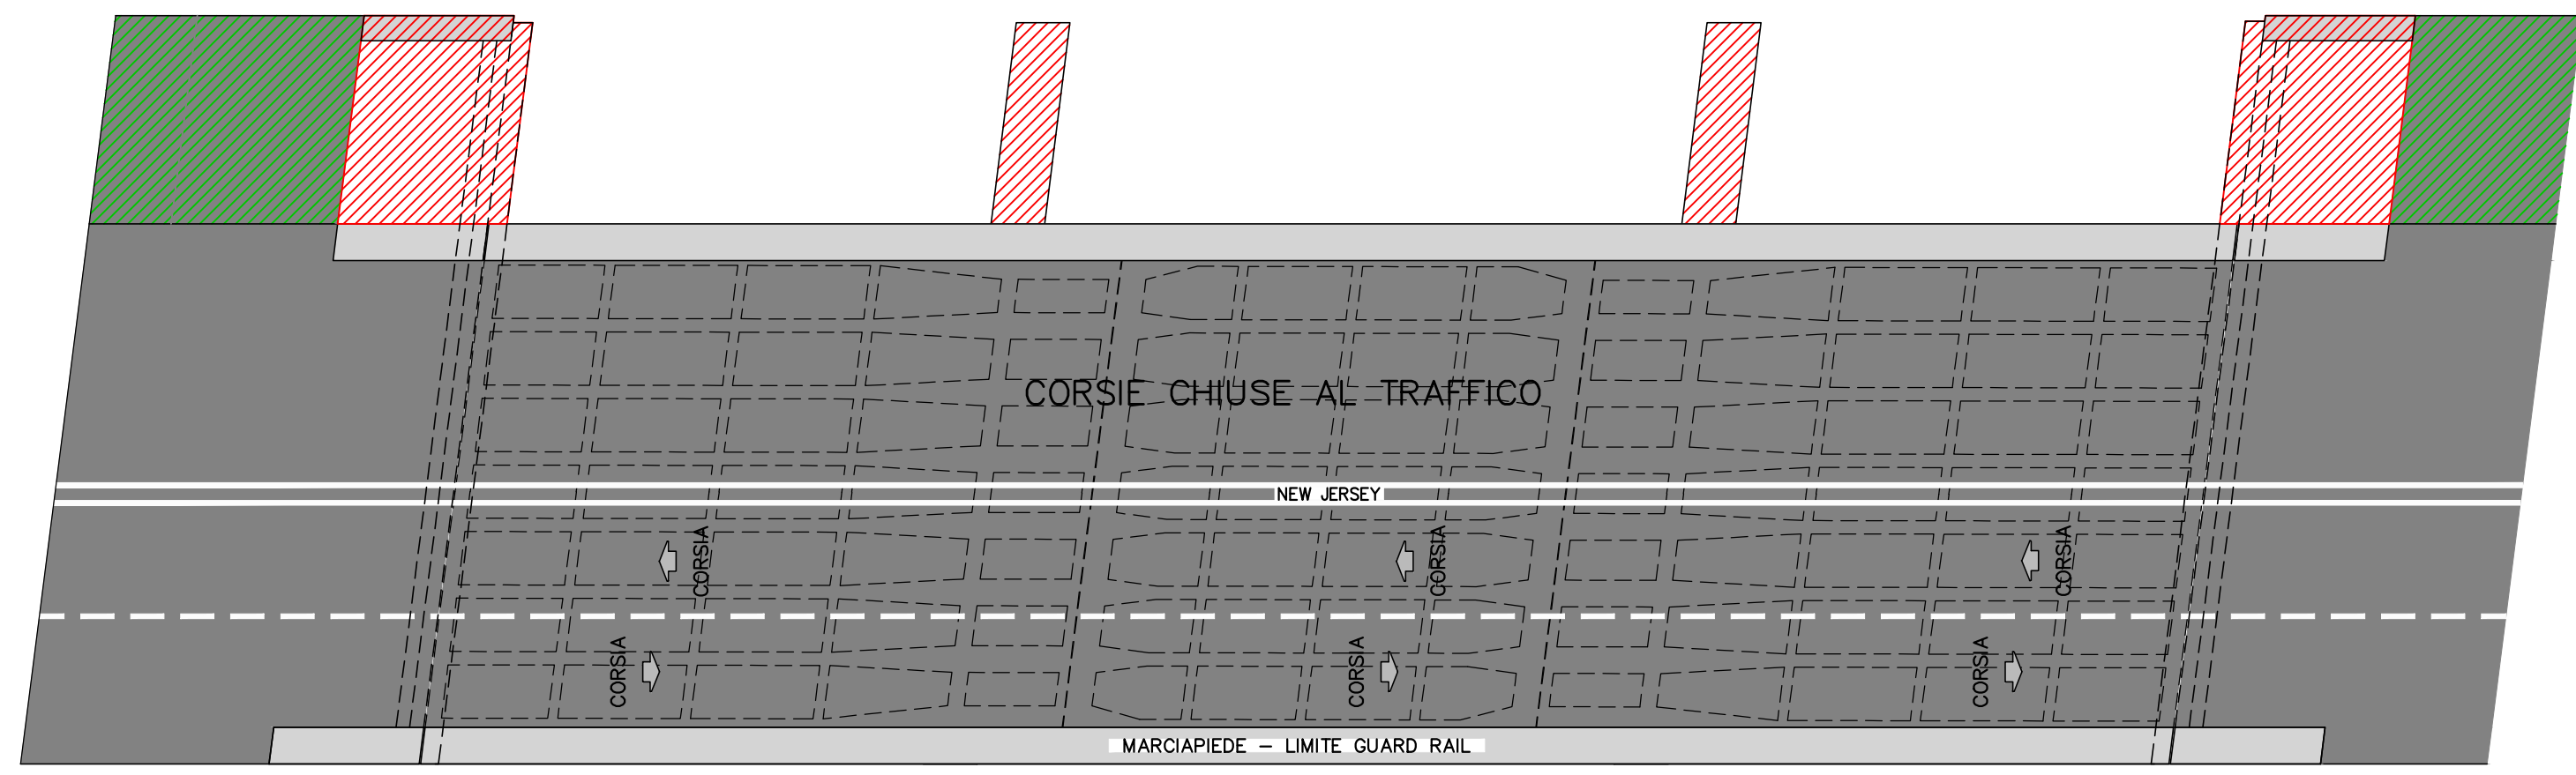 CORSIE CHIUSE AL TRAFFICO
NEW JERSEY
CORSIA
CORSIA
CORSIA
CORSIA
CORSIA
CORSIA
MARCIAPIEDE - LIMITE GUARD RAIL